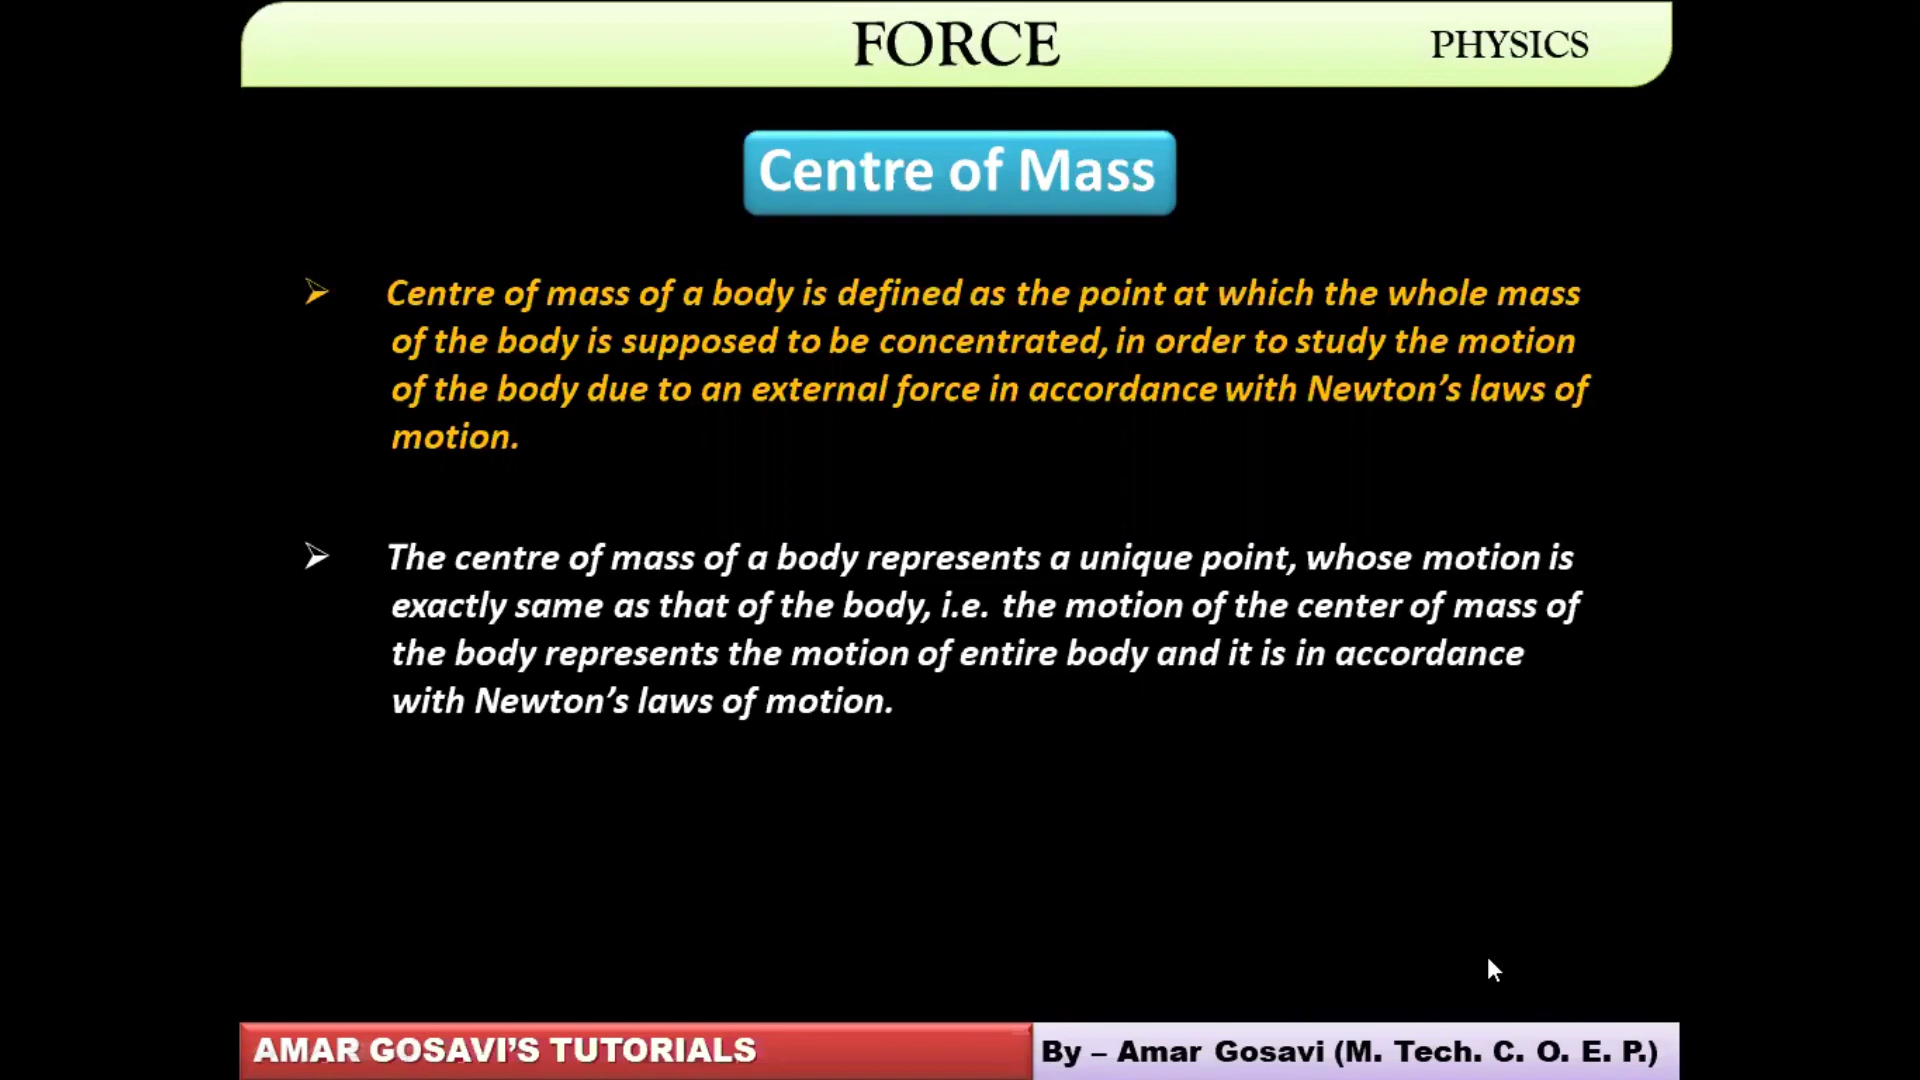 FORCE
PHYSICS
Centre of Mass
Centre of mass of a body is defined as the point at which the whole mass
of the body is supposed to be concentrated, in order to study the motion
of the body due to an external force in accordance with Newton’s laws of
motion.
The centre of mass of a body represents a unique point, whose motion is
exactly same as that of the body, i.e. the motion of the center of mass of
the body represents the motion of entire body and it is in accordance
with Newton’s laws of motion.
AMAR GOSAVI’S TUTORIALS
By – Amar Gosavi (M. Tech. C. O. E. P.)